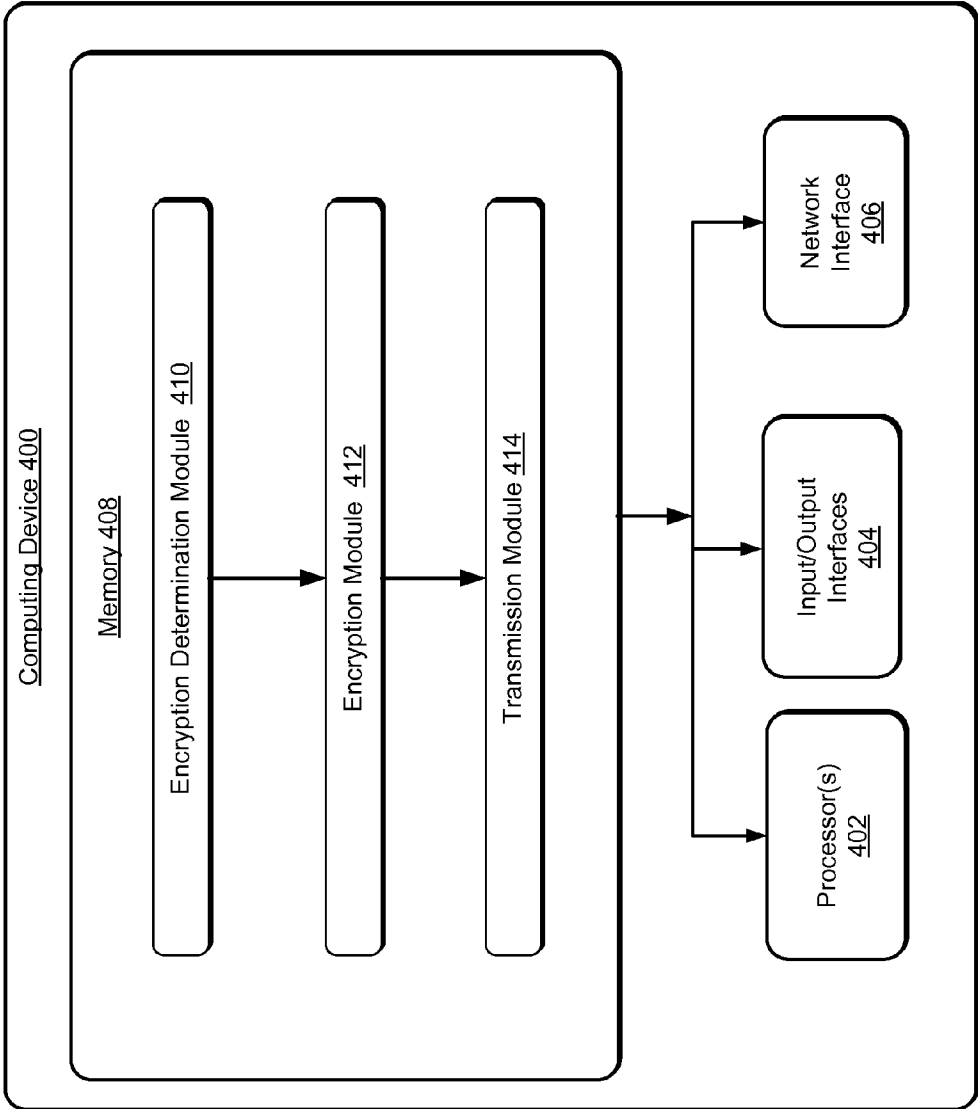 Computing Device 400
Memory 408
Encryption Determination Module 410
Encryption Module 412
Transmission Module 414
Processor(s)
402
Input/Output
Interfaces
404
Network
Interface
406